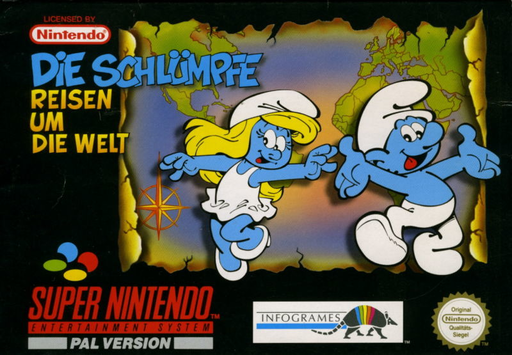 LICENSED BY
Nintendo
DIE SCHLÜMPFE
REISEN
UM
DIE WELT
SUPER NINTENDO
ENTERTAINMENT SYSTEM
PAL VERSION
INFOGRAMES
Original
Nintendo
Qualitäts-
Siegel